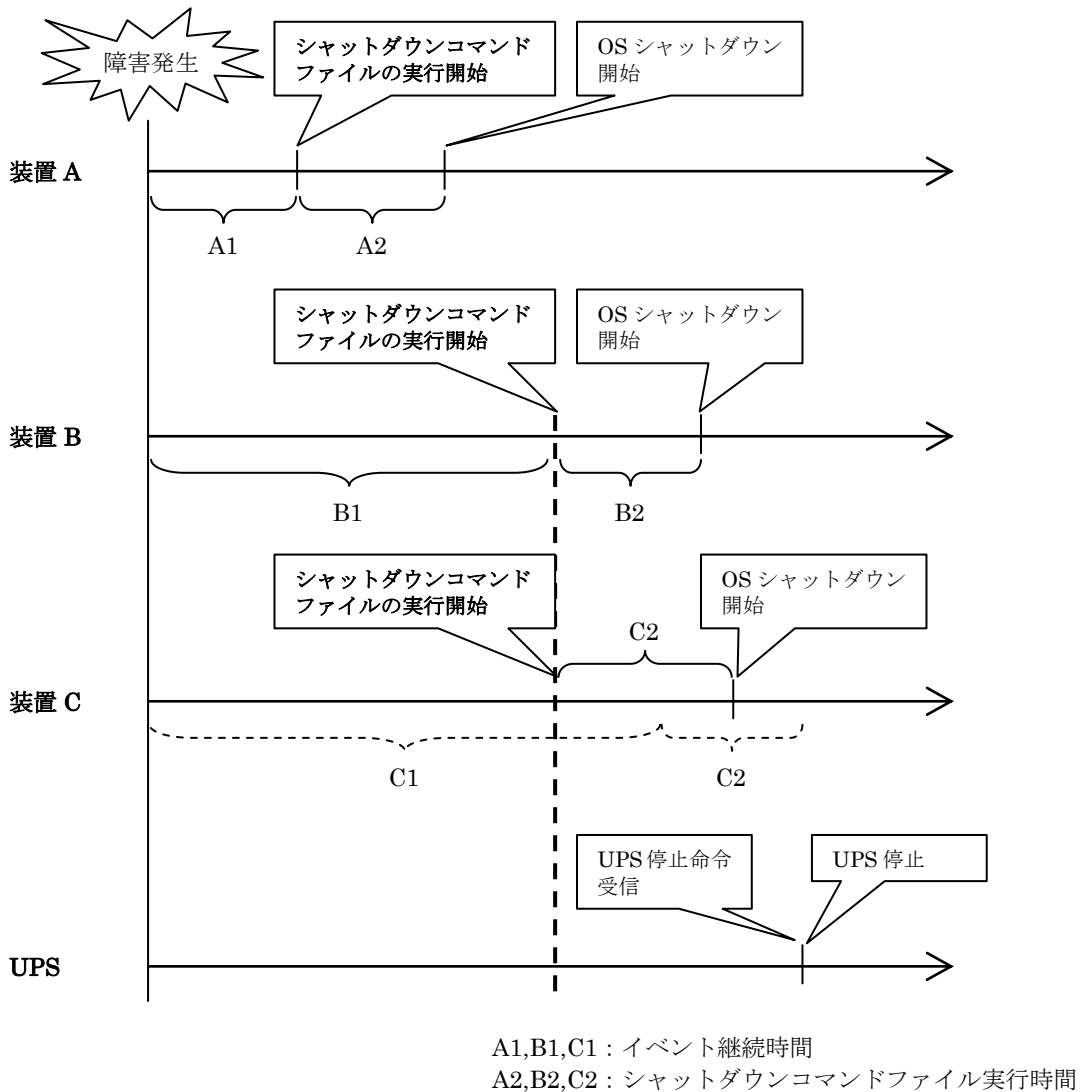 障害発生
シャットダウンコマンド
ファイルの実行開始
OS シャットダウン
開始
装置 A
A1
A2
シャットダウンコマンド
ファイルの実行開始
OS シャットダウン
開始
装置 B
B1
B2
シャットダウンコマンド
ファイルの実行開始
OS シャットダウン
開始
C2
装置 C
C1
C2
UPS 停止命令
受信
UPS 停止
UPS
A1,B1,C1：イベント継続時間
A2,B2,C2：シャットダウンコマンドファイル実行時間